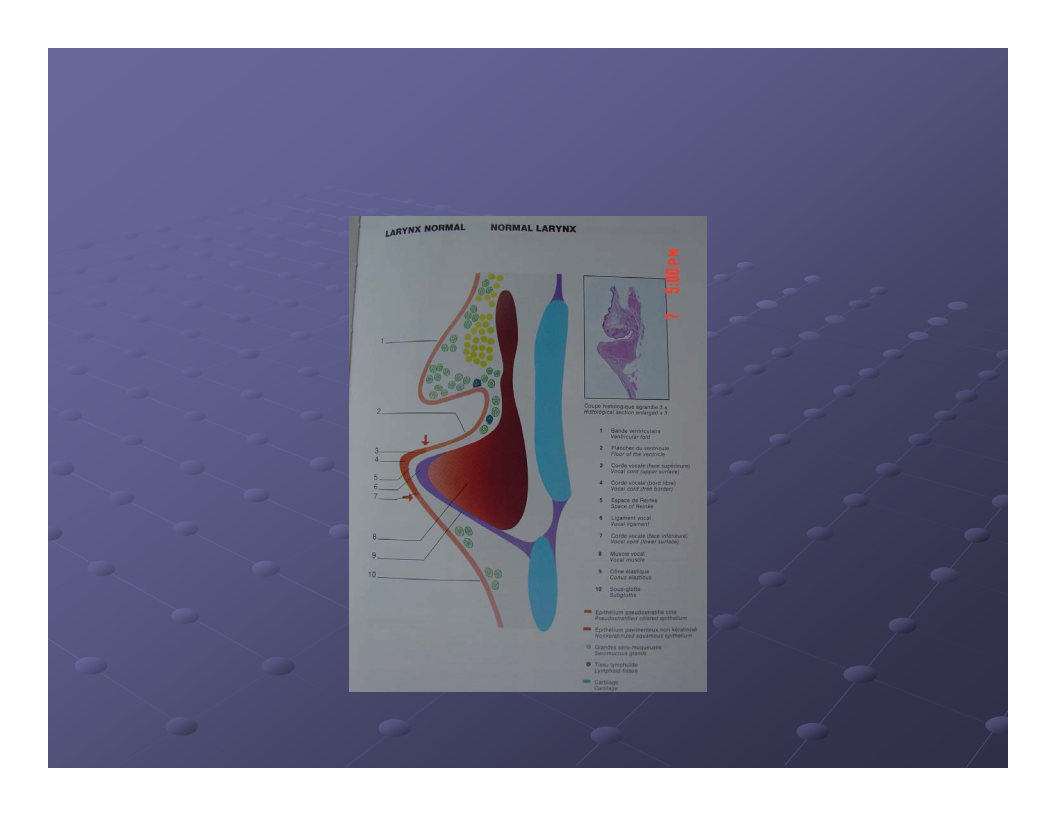 LARYNX NORMAL NORMAL LARYNX
7 5:00 PM
1
2
3
4
5
6
7
8
9
10
Coupe histologique agrandie 3 x
Histological section enlarged x 3
1 Bande ventriculaire
Ventricular fold
2 Plancher du ventricule
Floor of the ventricle
3 Corde vocale (face supérieure)
Vocal cord (upper surface)
4 Corde vocale (bord libre)
Vocal cord (free border)
5 Espace de Reinke
Space of Reinke
6 Ligament vocal
Vocal ligament
7 Corde vocale (face inférieure)
Vocal cord (lower surface)
8 Muscle vocal
Vocal muscle
9 Cône élastique
Conus elasticus
10 Sous-glotte
Subglottis
Epithélium pseudostratifié cilié
Pseudostratified ciliated epithelium
Epithélium pavimenteux non kératinisé
Nonkeratinized squamous epithelium
Glandes séro-muqueuses
Seromucous glands
Tissu lymphoïde
Lymphoid tissue
Cartilage
Cartilage